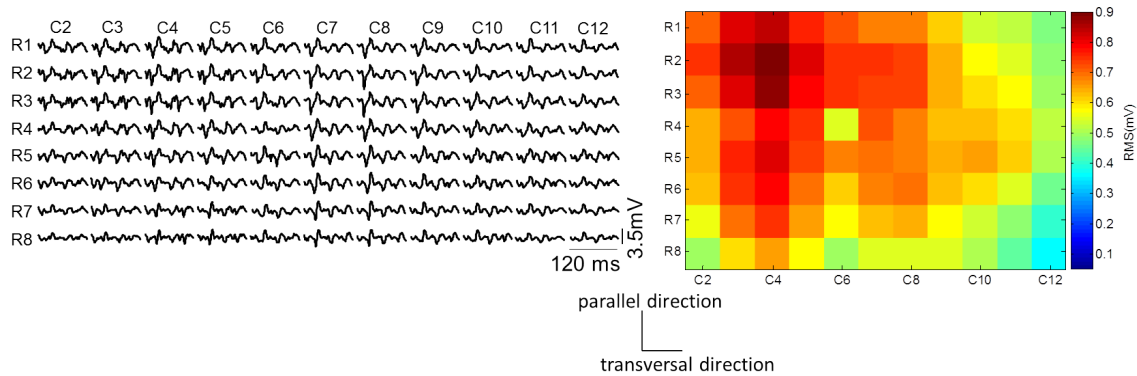 C2 C3 C4 C5 C6 C7 C8 C9 C10 C11 C12
R1
R2
R3
R4
R5
R6
R7
R8
120 ms
3.5mV
R1
R2
R3
R4
R5
R6
R7
R8
C2 C4 C6 C8 C10 C12
0.9
0.8
0.7
0.6
0.5
0.4
0.3
0.2
0.1
RMS(mV)
parallel direction
transversal direction